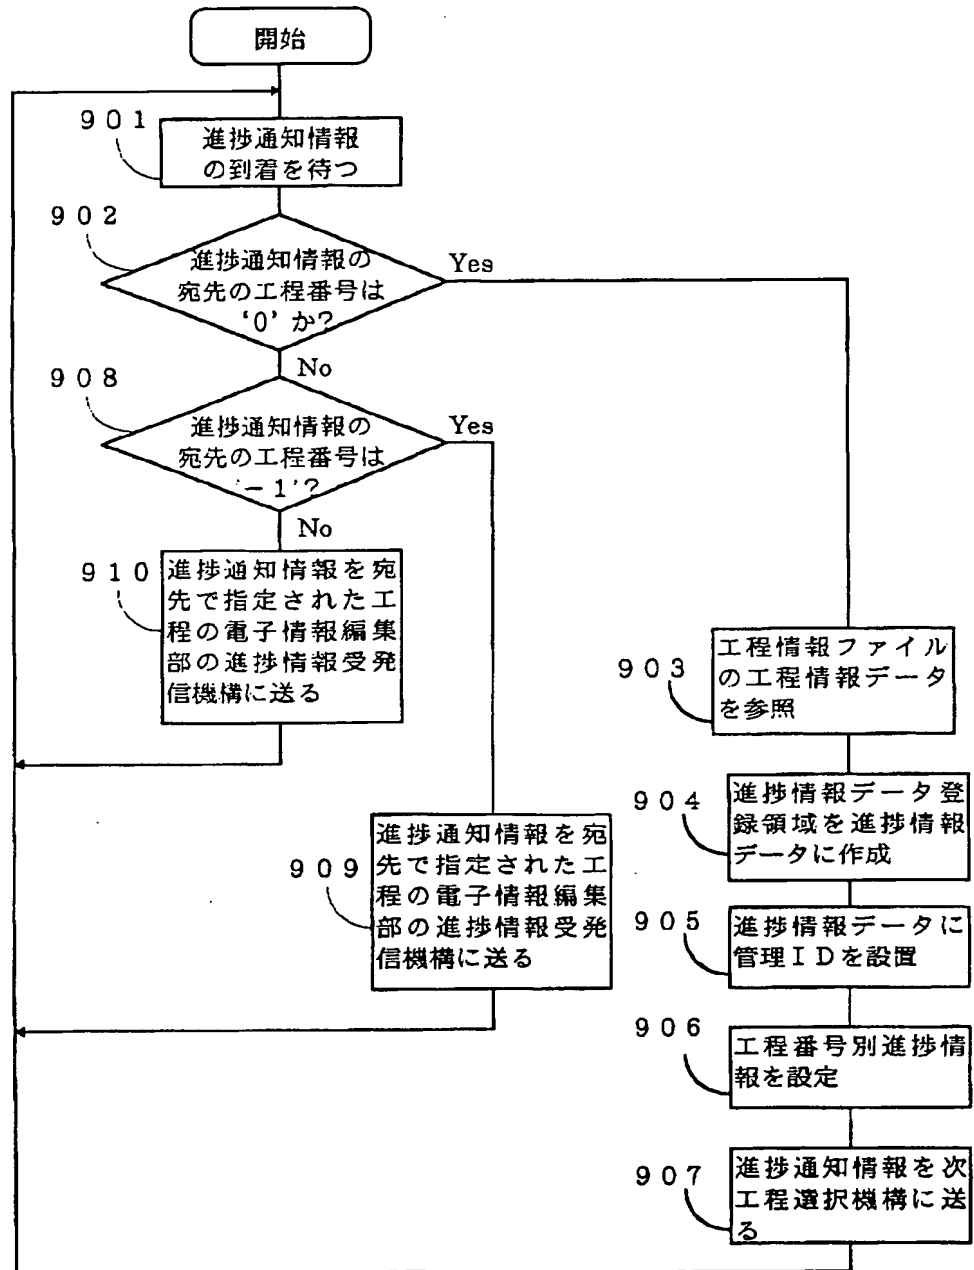 開始
901
進捗通知情報
の到着を待つ
902
進捗通知情報の
宛先の工程番号は
‘0’ か?
Yes
No
908
進捗通知情報の
宛先の工程番号は
‘－1’?
Yes
No
910
進捗通知情報を宛
先で指定された工
程の電子情報編集
部の進捗情報受発
信機構に送る
909
進捗通知情報を宛
先で指定された工
程の電子情報編集
部の進捗情報受発
信機構に送る
903
工程情報ファイル
の工程情報データ
を参照
904
進捗情報データ登
録領域を進捗情報
データに作成
905
進捗情報データに
管理IDを設置
906
工程番号別進捗情
報を設定
907
進捗通知情報を次
工程選択機構に送
る